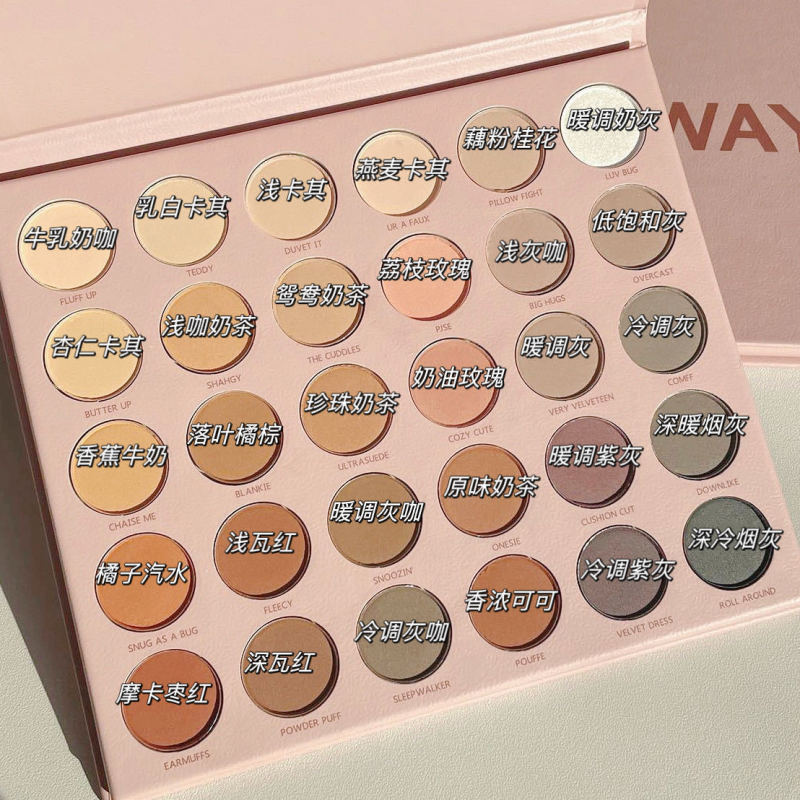 WAY
牛乳奶咖
乳白卡其
浅卡其
燕麦卡其
藕粉桂花
暖调奶灰
FLUFF UP
TEDDY
DUVET IT
UR A FAUX
PILLOW FIGHT
LUV BUG
杏仁卡其
浅咖奶茶
鸳鸯奶茶
荔枝玫瑰
浅灰咖
低饱和灰
BUTTER UP
SHAHGY
THE CUDDLES
PJSE
BIG HUGS
OVERCAST
香蕉牛奶
落叶橘棕
珍珠奶茶
奶油玫瑰
暖调灰
冷调灰
CHAISE ME
BLANKIE
ULTRASUEDE
COZY CUTE
VERY VELVETEEN
COMFF
橘子汽水
浅瓦红
暖调灰咖
原味奶茶
暖调紫灰
深暖烟灰
SNUG AS A BUG
FLEECY
SNOOZIN'
ONESIE
CUSHION CUT
DOWNLIKE
摩卡枣红
深瓦红
冷调灰咖
香浓可可
冷调紫灰
深冷烟灰
EARMUFFS
POWDER PUFF
SLEEPWALKER
POUFFE
VELVET DRESS
ROLL AROUND